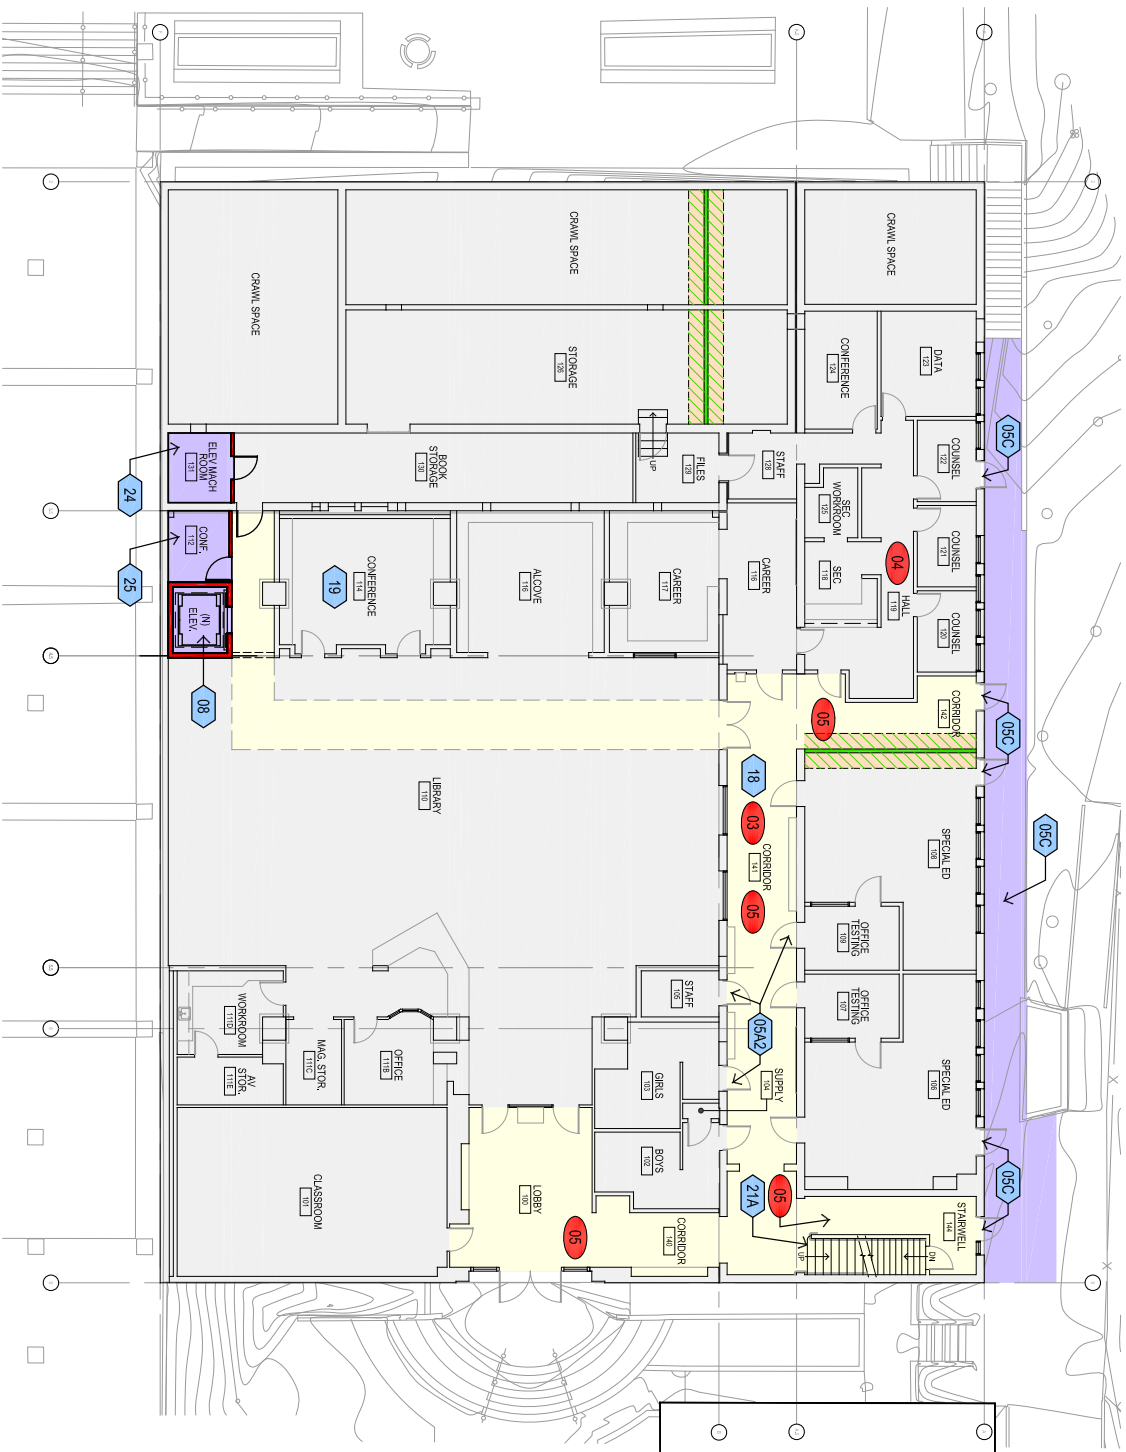 CRAWL SPACE
CRAWL SPACE
CRAWL SPACE
STORAGE
126
CONFERENCE
124
DATA
123
05C
COUNSEL
122
ELEV MACH
ROOM
131
24
BOOK
STORAGE
130
UP
FILES
129
STAFF
128
SEC
WORKROOM
125
CONF.
112
25
CONFERENCE
114
19
ALCOVE
116
CAREER
117
CAREER
116
SEC
118
04
HALL
119
COUNSEL
121
COUNSEL
120
(N)
ELEV.
08
05
CORRIDOR
142
05C
18
03
CORRIDOR
141
05
LIBRARY
110
SPECIAL ED
108
05C
OFFICE
TESTING
109
OFFICE
TESTING
107
STAFF
105
05A2
WORKROOM
111D
AV
STOR.
111E
MAG. STOR.
111C
OFFICE
111B
GIRLS
103
SUPPLY
104
SPECIAL ED
106
BOYS
102
CLASSROOM
101
LOBBY
100
05
CORRIDOR
140
21A
05
STAIRWELL
144
05C
UP
DN